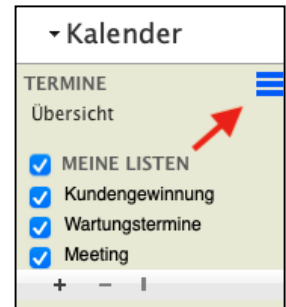 Kalender
TERMINE
Übersicht
MEINE LISTEN
Kundengewinnung
Wartungstermine
Meeting
+ –